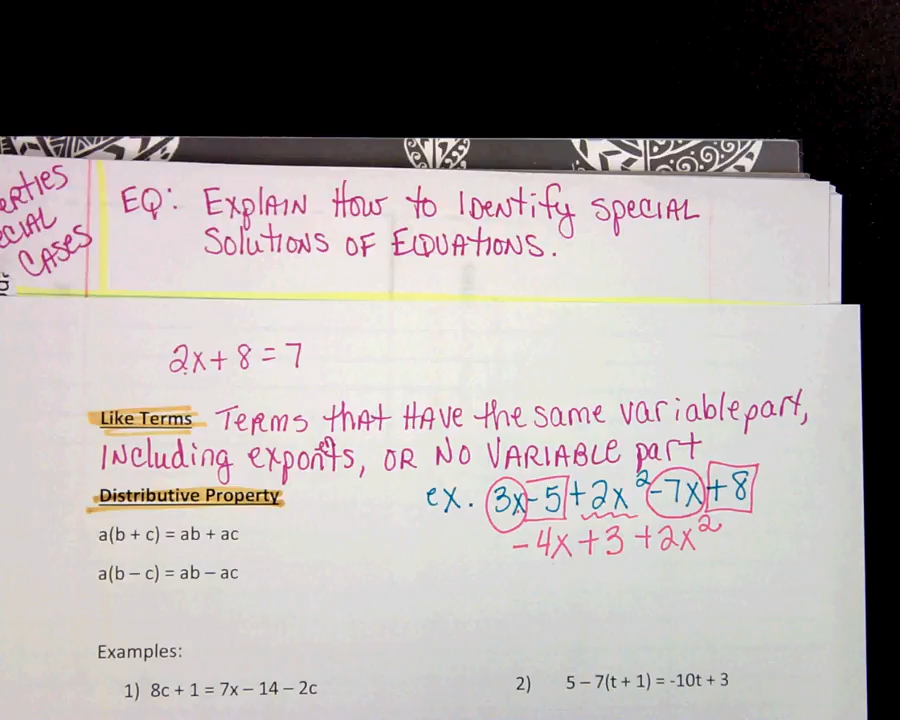 erties
ecial
Cases
EQ: Explain How to Identify special
Solutions of Equations.
2x + 8 = 7
Like Terms Terms that have the same variable part,
including exponts, or no variable part
Distributive Property
ex. 3x - 5 + 2x² - 7x + 8
- 4x + 3 + 2x²
a(b + c) = ab + ac
a(b – c) = ab – ac
Examples:
1) 8c + 1 = 7x – 14 – 2c
2) 5 – 7(t + 1) = -10t + 3